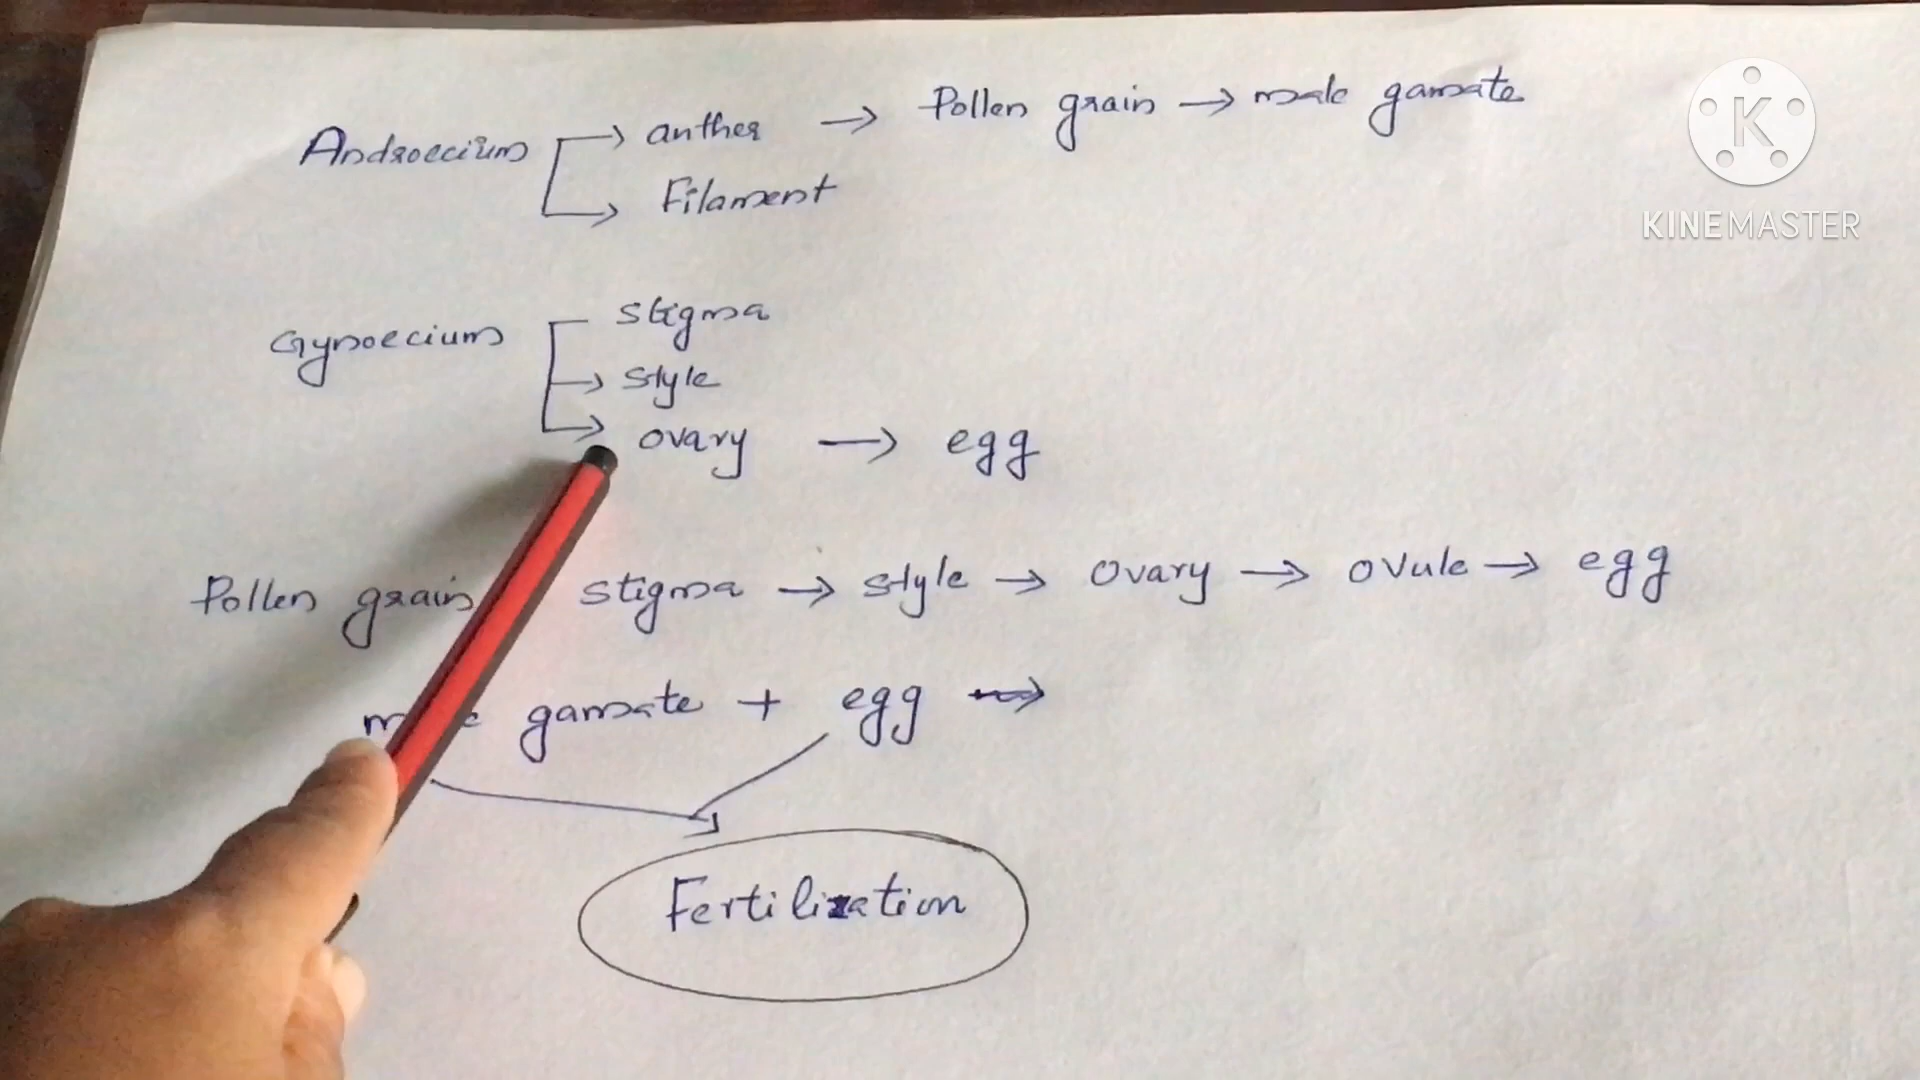 Androecium → anther → Pollen grain → male gamate
→ Filament
Gynoecium stigma
→ style
→ ovary → egg
Pollen grain stigma → style → ovary → ovule → egg
gamate + egg →
Fertilization
K
KINEMASTER